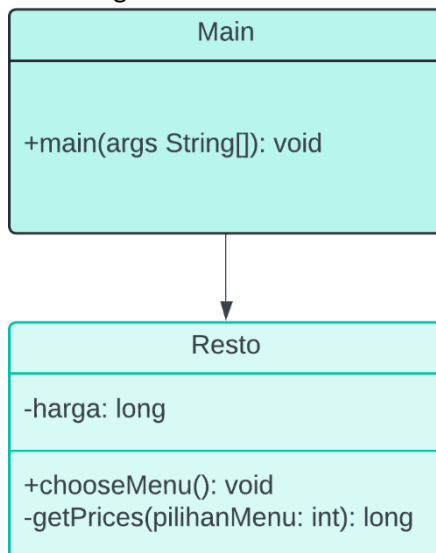 Main
+main(args String[]): void
Resto
-harga: long
+chooseMenu(): void
-getPrices(pilihanMenu: int): long